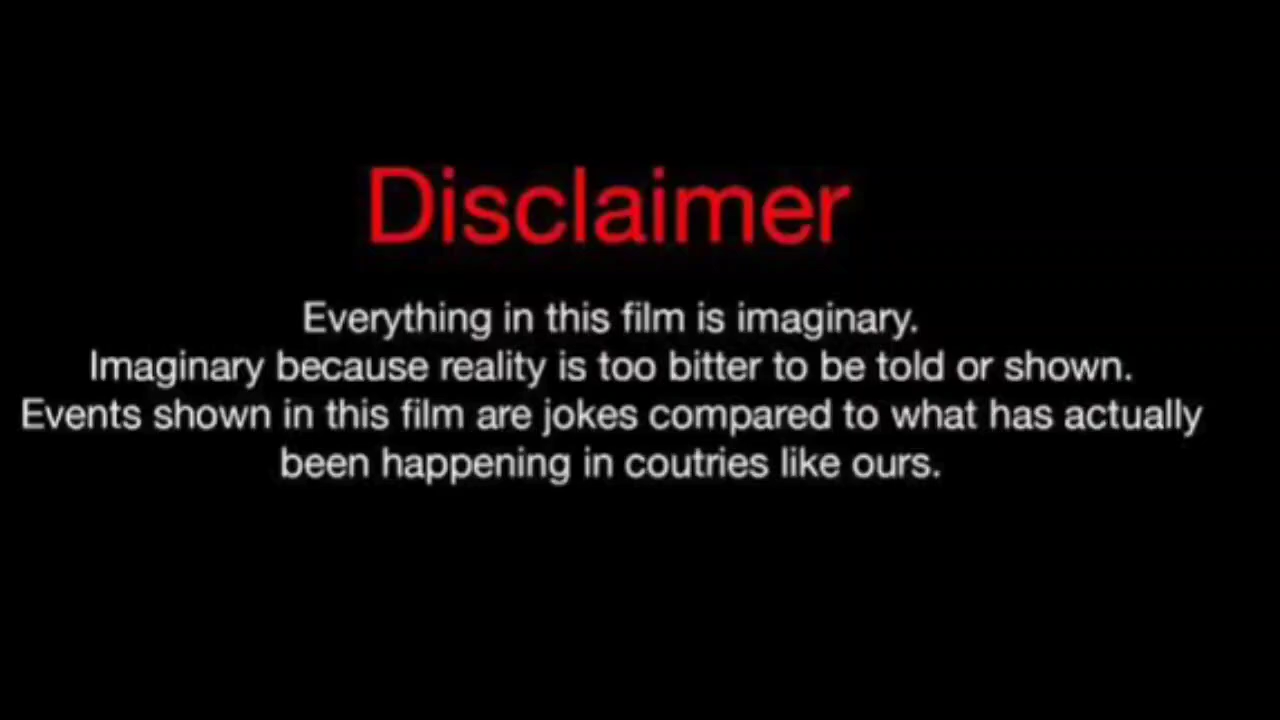 Disclaimer
Everything in this film is imaginary.
Imaginary because reality is too bitter to be told or shown.
Events shown in this film are jokes compared to what has actually
been happening in coutries like ours.